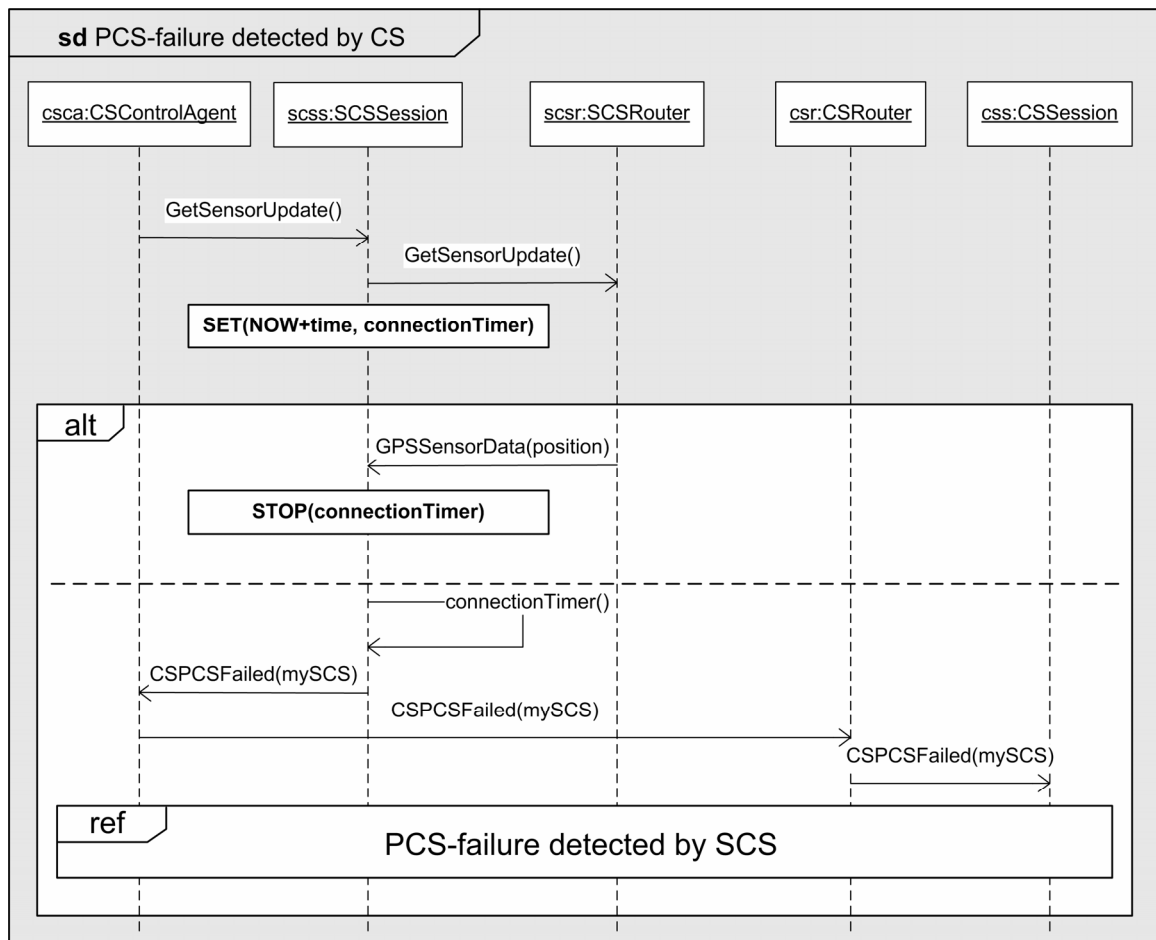 sd PCS-failure detected by CS
csca:CSControlAgent
scss:SCSSession
scsr:SCSRouter
csr:CSRouter
css:CSSession
GetSensorUpdate()
GetSensorUpdate()
SET(NOW+time, connectionTimer)
alt
GPSSensorData(position)
STOP(connectionTimer)
connectionTimer()
CSPCSFailed(mySCS)
CSPCSFailed(mySCS)
CSPCSFailed(mySCS)
ref
PCS-failure detected by SCS